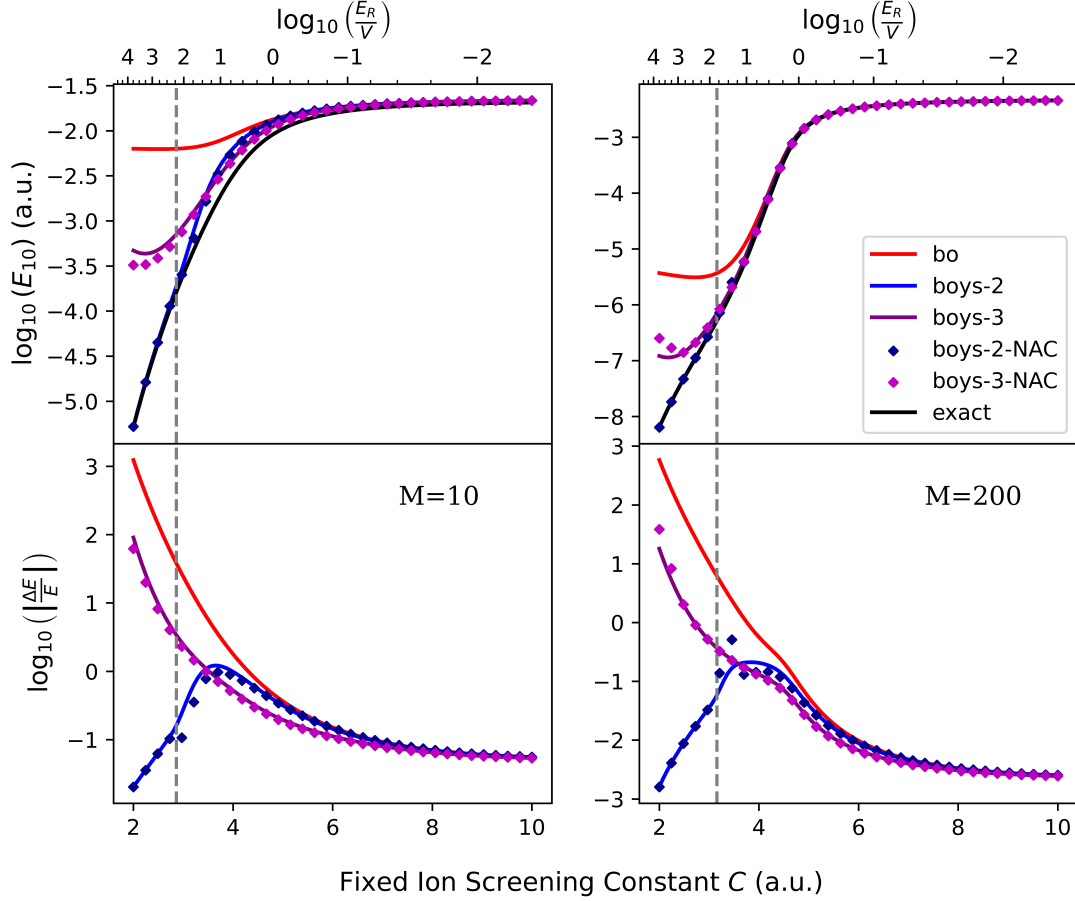 log₁₀(E_R/V) log₁₀(E_R/V)
4 3 2 1 0 −1 −2 4 3 2 1 0 −1 −2
log₁₀(E₁₀) (a.u.)
−1.5
−2.0
−2.5
−3.0
−3.5
−4.0
−4.5
−5.0
−3
−4
−5
−6
−7
−8
bo
boys-2
boys-3
boys-2-NAC
boys-3-NAC
exact
log₁₀(|ΔE/E|)
3
2
1
0
−1
M=10
3
2
1
0
−1
−2
−3
M=200
2 4 6 8 10 2 4 6 8 10
Fixed Ion Screening Constant C (a.u.)